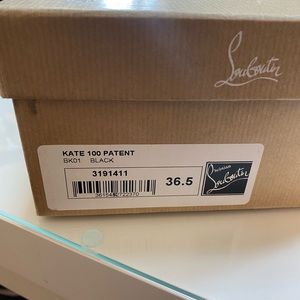 Louboutin
KATE 100 PATENT
BK01 BLACK
3191411
36.5
Christian
Louboutin